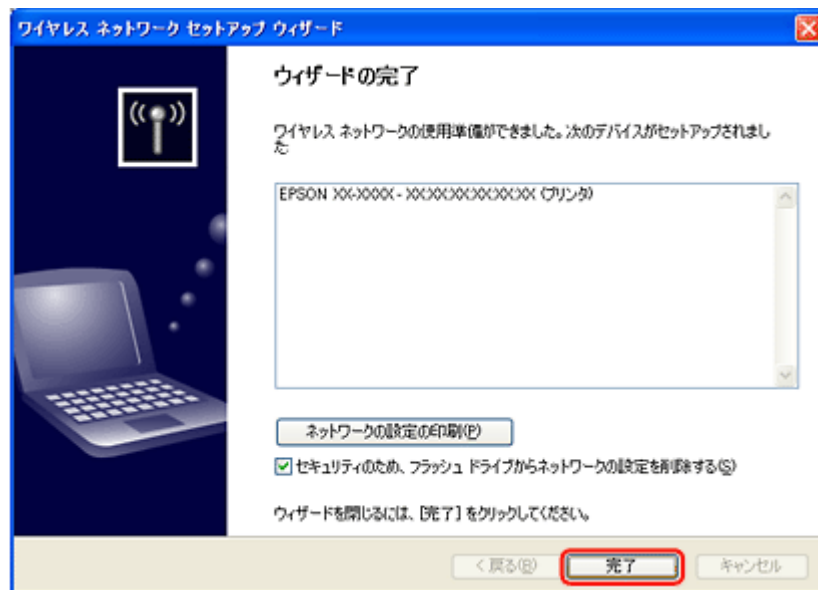 ワイヤレス ネットワーク セットアップ ウィザード
ウィザードの完了
ワイヤレス ネットワークの使用準備ができました。次のデバイスがセットアップされまし
た:
EPSON XX-XXXX - XX:XX:XX:XX:XX:XX (プリンタ)
ネットワークの設定の印刷(P)
セキュリティのため、フラッシュ ドライブからネットワークの設定を削除する(S)
ウィザードを閉じるには、[完了] をクリックしてください。
< 戻る(B)
完了
キャンセル